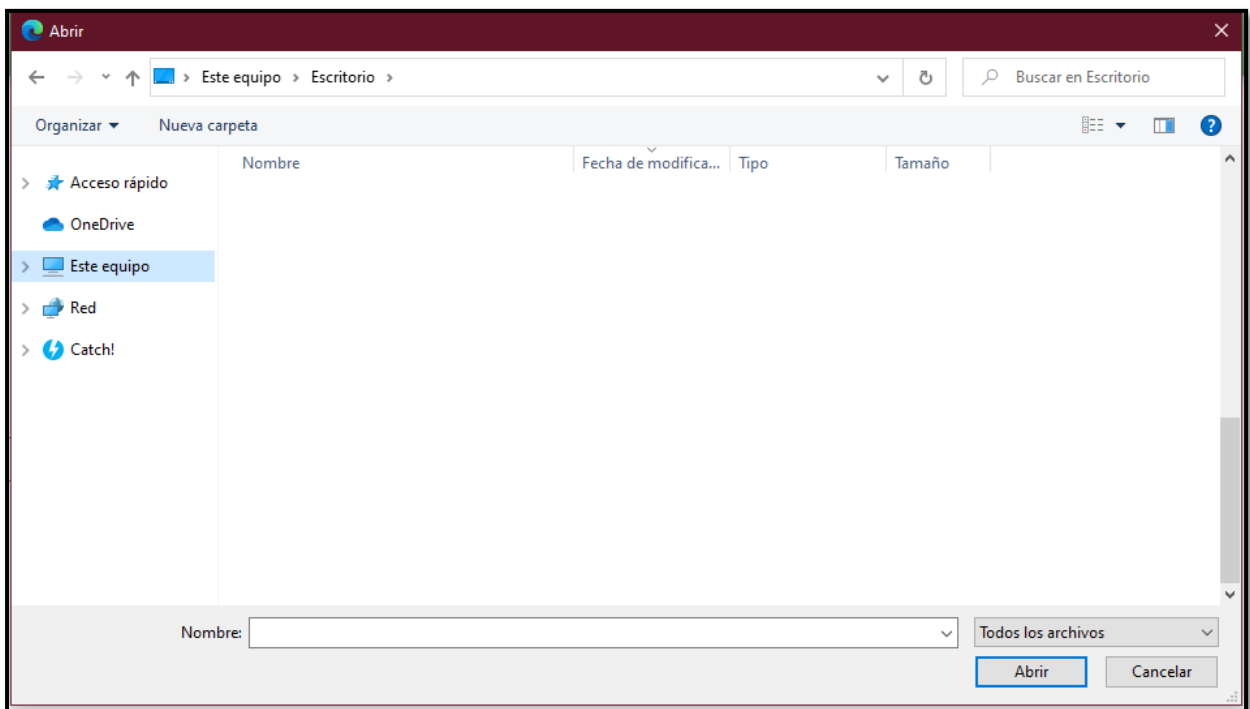 Abrir
Este equipo > Escritorio >
Buscar en Escritorio
Organizar
Nueva carpeta
Nombre
Fecha de modifica...
Tipo
Tamaño
Acceso rápido
OneDrive
Este equipo
Red
Catch!
Nombre:
Todos los archivos
Abrir
Cancelar